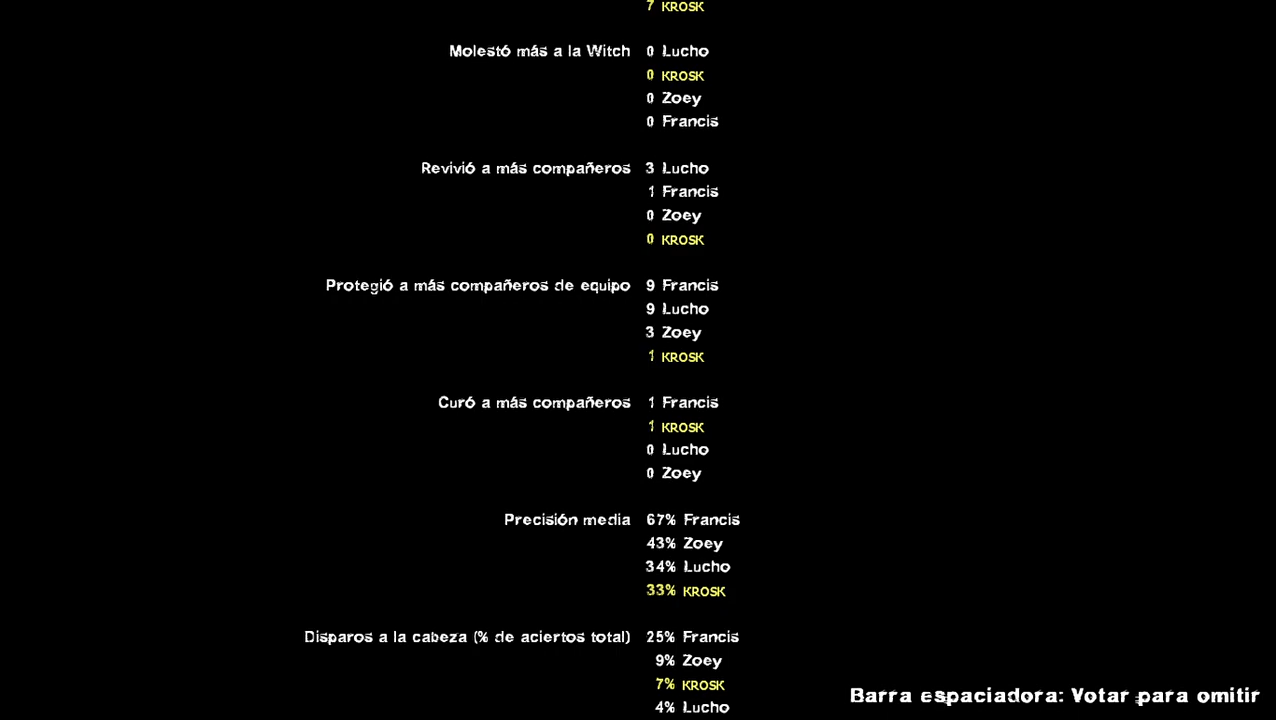 7 KROSK
Molestó más a la Witch 0 Lucho
0 KROSK
0 Zoey
0 Francis
Revivió a más compañeros 3 Lucho
1 Francis
0 Zoey
0 KROSK
Protegió a más compañeros de equipo 9 Francis
9 Lucho
3 Zoey
1 KROSK
Curó a más compañeros 1 Francis
1 KROSK
0 Lucho
0 Zoey
Precisión media 67% Francis
43% Zoey
34% Lucho
33% KROSK
Disparos a la cabeza (% de aciertos total) 25% Francis
9% Zoey
7% KROSK
4% Lucho
Barra espaciadora: Votar para omitir